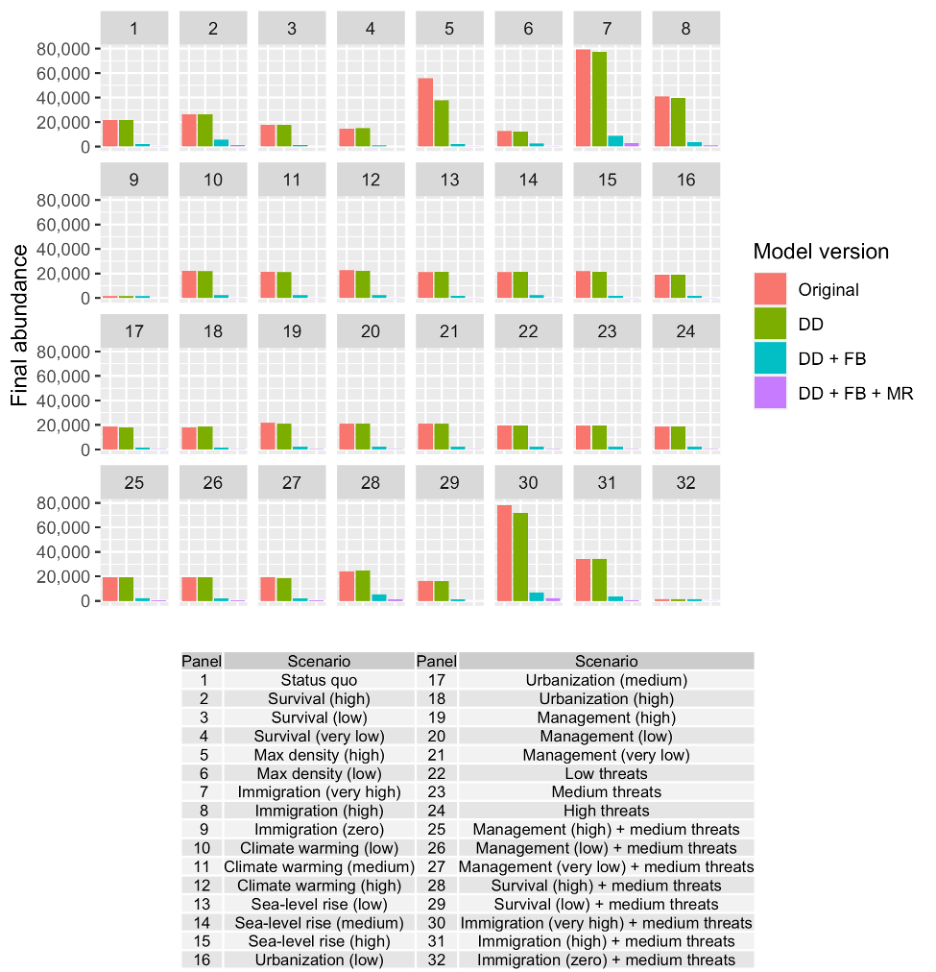 1 2 3 4 5 6 7 8
80,000
60,000
40,000
20,000
0
9 10 11 12 13 14 15 16
80,000
60,000
40,000
20,000
0
17 18 19 20 21 22 23 24
80,000
60,000
40,000
20,000
0
25 26 27 28 29 30 31 32
80,000
60,000
40,000
20,000
0
Final abundance
Model version
Original
DD
DD + FB
DD + FB + MR
Panel Scenario Panel Scenario
1 Status quo 17 Urbanization (medium)
2 Survival (high) 18 Urbanization (high)
3 Survival (low) 19 Management (high)
4 Survival (very low) 20 Management (low)
5 Max density (high) 21 Management (very low)
6 Max density (low) 22 Low threats
7 Immigration (very high) 23 Medium threats
8 Immigration (high) 24 High threats
9 Immigration (zero) 25 Management (high) + medium threats
10 Climate warming (low) 26 Management (low) + medium threats
11 Climate warming (medium) 27 Management (very low) + medium threats
12 Climate warming (high) 28 Survival (high) + medium threats
13 Sea-level rise (low) 29 Survival (low) + medium threats
14 Sea-level rise (medium) 30 Immigration (very high) + medium threats
15 Sea-level rise (high) 31 Immigration (high) + medium threats
16 Urbanization (low) 32 Immigration (zero) + medium threats